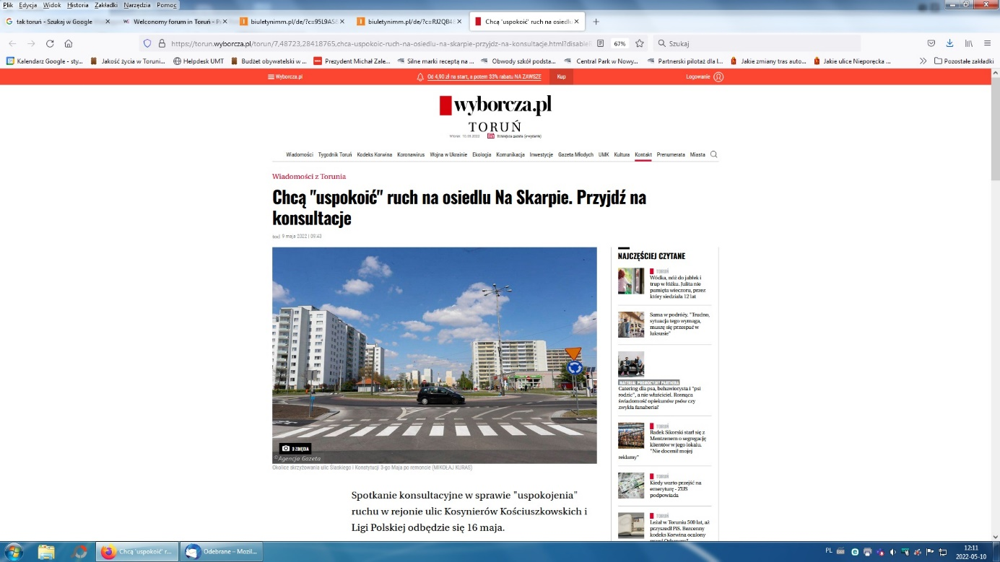 Plik Edycja Widok Historia Zakładki Narzędzia Pomoc
tak toruń - Szukaj w Google
Welconomy forum in Toruń - P
biuletynimm.pl/de/?c=95L9AS8
biuletynimm.pl/de/?c=RJ2QB4
Chcą 'uspokoić' ruch na osiedlu
https://torun.wyborcza.pl/torun/7,48723,28418765,chca-uspokoic-ruch-na-osiedlu-na-skarpie-przyjdz-na-konsultacje.html?disable
67%
Szukaj
Kalendarz Google - sty...
Jakość życia w Toruni...
Helpdesk UMT
Budżet obywatelski w ...
Prezydent Michał Zale...
Silne marki receptą na ...
Obwody szkół podsta...
Central Park w Nowy...
Partnerski pilotaż dla l...
Jakie zmiany tras auto...
Jakie ulice Nieporęcka ...
Pozostałe zakładki
Wyborcza.pl
Od 4,90 zł na start, a potem 33% rabatu NA ZAWSZE
Kup
Logowanie
wyborcza.pl
TORUŃ
Wtorek 10.05.2022 Dzisiejsza gazeta (e-wydanie)
Wiadomości Tygodnik Toruń Kodeks Korwina Koronawirus Wojna w Ukrainie Ekologia Komunikacja Inwestycje Gazeta Młodych UMK Kultura Kontakt Prenumerata Miasta
Wiadomości z Torunia
Chcą "uspokoić" ruch na osiedlu Na Skarpie. Przyjdź na
konsultacje
9 maja 2022 | 09:43
3 ZDJĘCIA
©Agencja Gazeta
Okolice skrzyżowania ulic Śląskiego i Konstytucji 3-go Maja po remoncie (MIKOŁAJ KURAS)
Spotkanie konsultacyjne w sprawie "uspokojenia"
ruchu w rejonie ulic Kosynierów Kościuszkowskich i
Ligi Polskiej odbędzie się 16 maja.
NAJCZĘŚCIEJ CZYTANE
TORUŃ
Wódka, nóż do jabłek i
trup w łóżku. Julita nie
pamięta wieczoru, przez
który siedziała 12 lat
Sama w podróży. "Trudno,
sytuacja tego wymaga,
muszę się przespać w
luksusie"
MATERIAŁ PROMOCYJNY PARTNERA
Catering dla psa, behawiorysta i "psi
rodzic", a nie właściciel. Rosnąca
świadomość opiekunów psów czy
zwykła fanaberia?
TORUŃ
Radek Sikorski starł się z
Mentzenem o segregację
klientów w jego lokalu.
"Nie docenił mojej
reklamy"
TORUŃ
Kiedy warto przejść na
emeryturę - ZUS
podpowiada
TORUŃ
Leżał w Toruniu 500 lat, aż
przyszedł PiS. Bezcenny
kodeks Korwina ocalony
Chcą 'uspokoić' r...
Odebrane – Mozil...
PL
12:11
2022-05-10